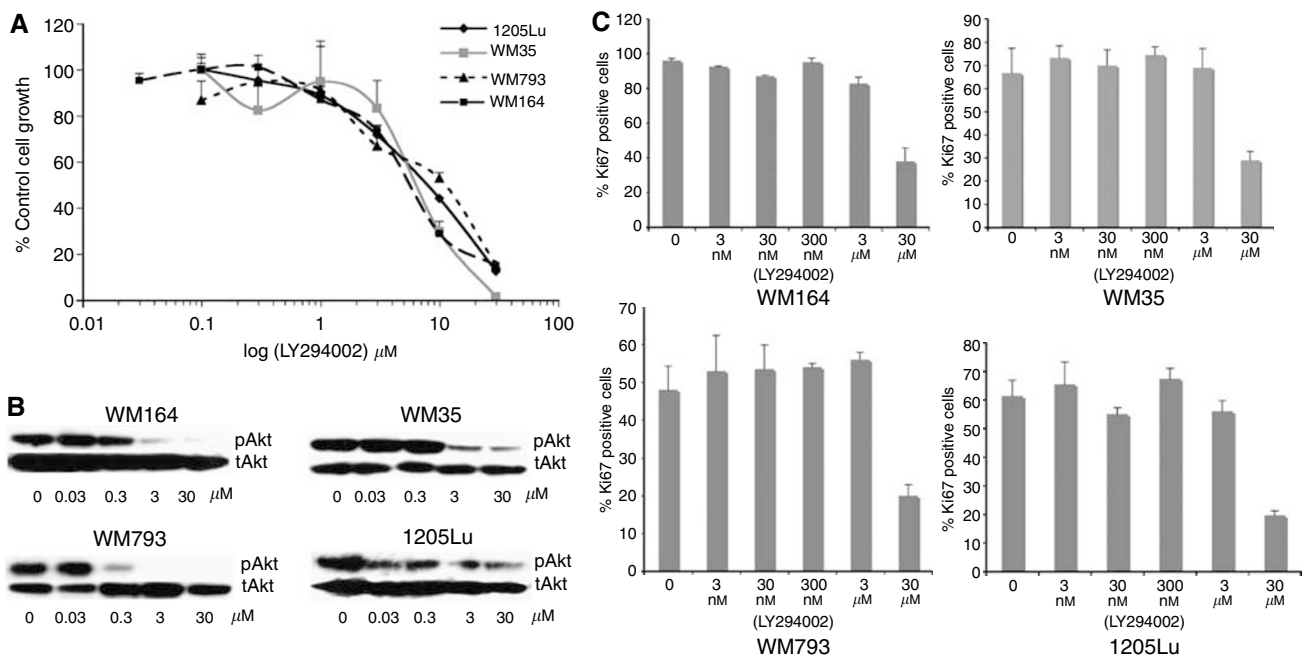 A
120
100
80
60
40
20
0
% Control cell growth
0.01
0.1
1
10
100
log (LY294002) μM
1205Lu
WM35
WM793
WM164
B
WM164
pAkt
tAkt
0 0.03 0.3 3 30 μM
WM35
pAkt
tAkt
0 0.03 0.3 3 30 μM
WM793
pAkt
tAkt
0 0.03 0.3 3 30 μM
1205Lu
pAkt
tAkt
0 0.03 0.3 3 30 μM
C
120
100
80
60
40
20
0
% Ki67 positive cells
0 3 30 300 3 30
nM nM nM μM μM
(LY294002)
WM164
90
80
70
60
50
40
30
20
10
0
% Ki67 positive cells
0 3 30 300 3 30
nM nM nM μM μM
(LY294002)
WM35
60
50
40
30
20
10
0
% Ki67 positive cells
0 3 30 300 3 30
nM nM nM μM μM
(LY294002)
WM793
80
70
60
50
40
30
20
10
0
% Ki67 positive cells
0 3 30 300 3 30
nM nM nM μM μM
(LY294002)
1205Lu